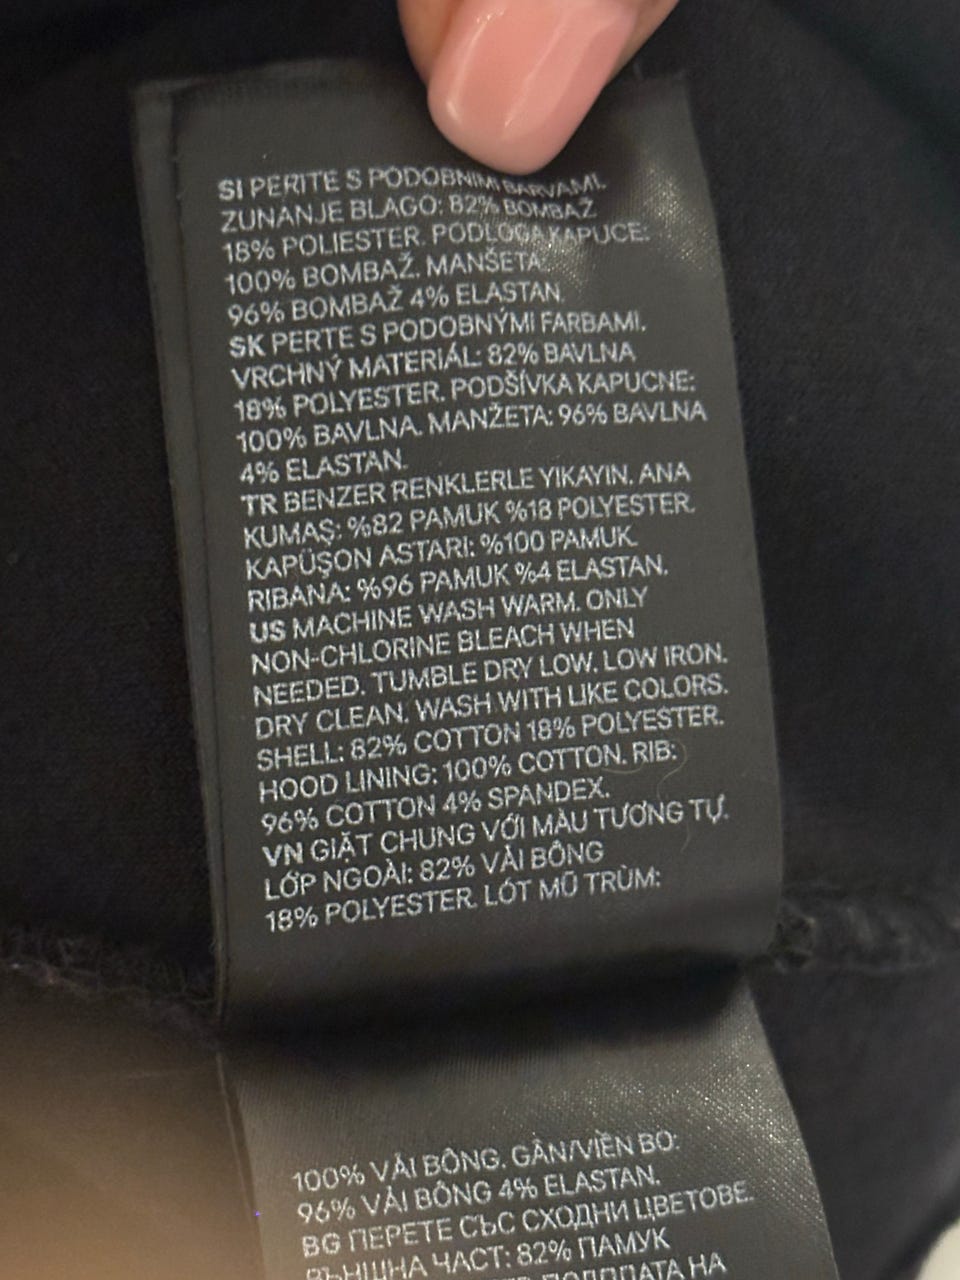 SI PERITE S PODOBNIMI BARVAMI.
ZUNANJE BLAGO: 82% BOMBAŽ
18% POLIESTER. PODLOGA KAPUCE:
100% BOMBAŽ. MANŠETA:
96% BOMBAŽ 4% ELASTAN.
SK PERTE S PODOBNÝMI FARBAMI.
VRCHNÝ MATERIÁL: 82% BAVLNA
18% POLYESTER. PODŠÍVKA KAPUCNE:
100% BAVLNA. MANŽETA: 96% BAVLNA
4% ELASTAN.
TR BENZER RENKLERLE YIKAYIN. ANA
KUMAŞ: %82 PAMUK %18 POLYESTER.
KAPÜŞON ASTARI: %100 PAMUK.
RIBANA: %96 PAMUK %4 ELASTAN.
US MACHINE WASH WARM. ONLY
NON-CHLORINE BLEACH WHEN
NEEDED. TUMBLE DRY LOW. LOW IRON.
DRY CLEAN. WASH WITH LIKE COLORS.
SHELL: 82% COTTON 18% POLYESTER.
HOOD LINING: 100% COTTON. RIB:
96% COTTON 4% SPANDEX.
VN GIẶT CHUNG VỚI MÀU TƯƠNG TỰ.
LỚP NGOÀI: 82% VẢI BÔNG
18% POLYESTER. LÓT MŨ TRÙM:
100% VẢI BÔNG. GÂN/VIỀN BO:
96% VẢI BÔNG 4% ELASTAN.
BG ПЕРЕТЕ СЪС СХОДНИ ЦВЕТОВЕ.
ВЪНШНА ЧАСТ: 82% ПАМУК
ПОДПЛАТА НА